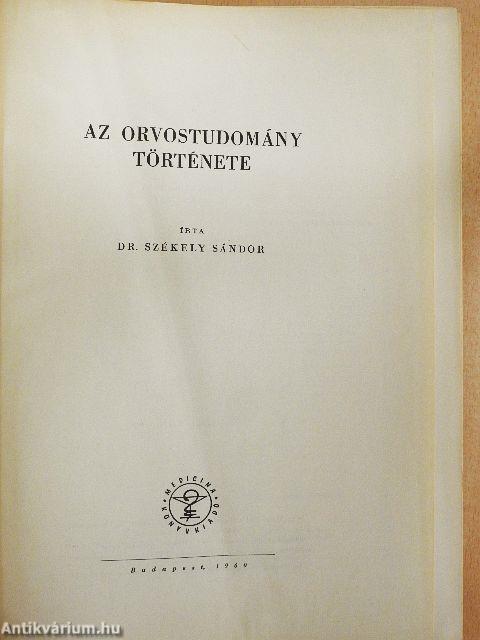 AZ ORVOSTUDOMÁNY
TÖRTÉNETE
ÍRTA
DR. SZÉKELY SÁNDOR
MEDICINA
KÖNYVKIADÓ
Budapest, 1960
Antikvárium.hu